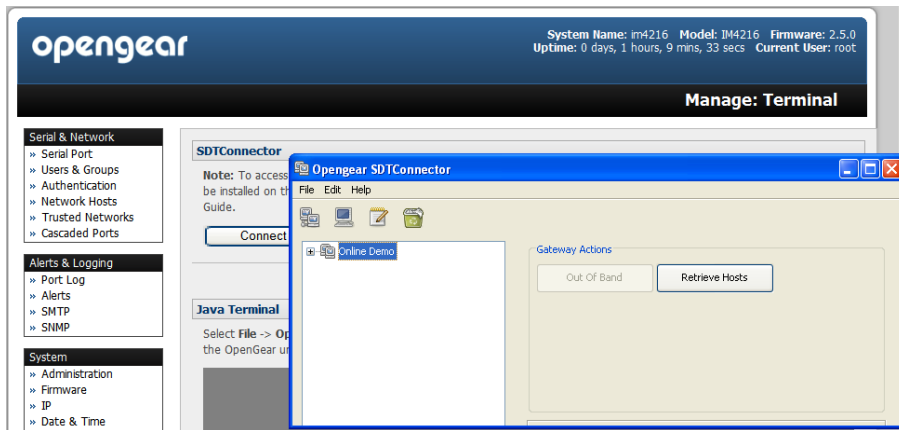 opengear
System Name: im4216 Model: IM4216 Firmware: 2.5.0
Uptime: 0 days, 1 hours, 9 mins, 33 secs Current User: root
Manage: Terminal
Serial & Network
» Serial Port
» Users & Groups
» Authentication
» Network Hosts
» Trusted Networks
» Cascaded Ports
Alerts & Logging
» Port Log
» Alerts
» SMTP
» SNMP
System
» Administration
» Firmware
» IP
» Date & Time
SDTConnector
Note: To access
be installed on th
Guide.
Connect
Java Terminal
Select File -> Op
the OpenGear un
Opengear SDTConnector
File Edit Help
Online Demo
Gateway Actions
Out Of Band
Retrieve Hosts